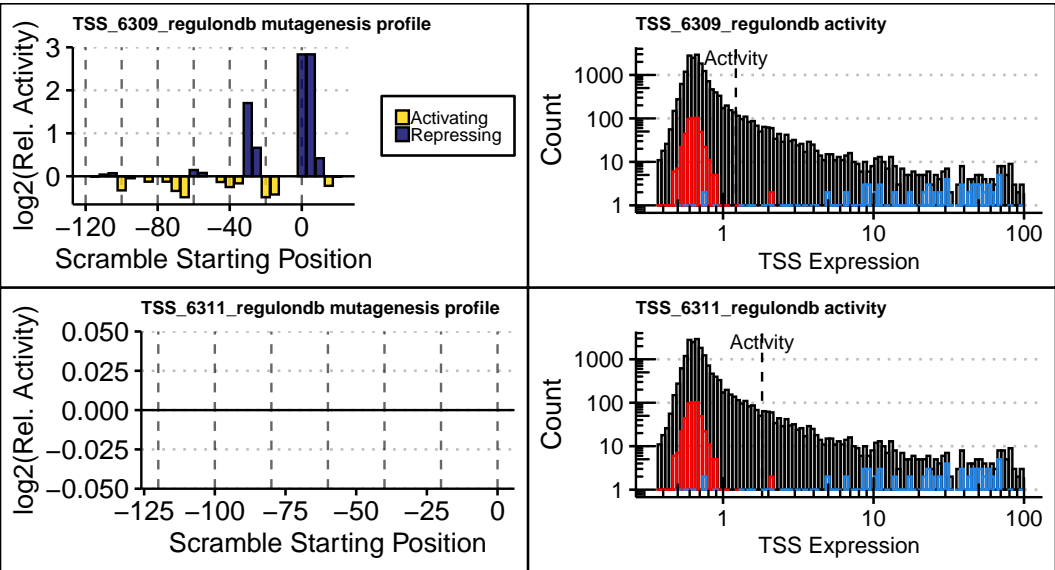 TSS_6309_regulondb mutagenesis profile
log2(Rel. Activity)
3
2
1
0
−120 −80 −40 0
Scramble Starting Position
Activating
Repressing
TSS_6309_regulondb activity
Activity
Count
1000
100
10
1
1 10 100
TSS Expression
TSS_6311_regulondb mutagenesis profile
log2(Rel. Activity)
0.050
0.025
0.000
−0.025
−0.050
−125 −100 −75 −50 −25 0
Scramble Starting Position
TSS_6311_regulondb activity
Activity
Count
1000
100
10
1
1 10 100
TSS Expression